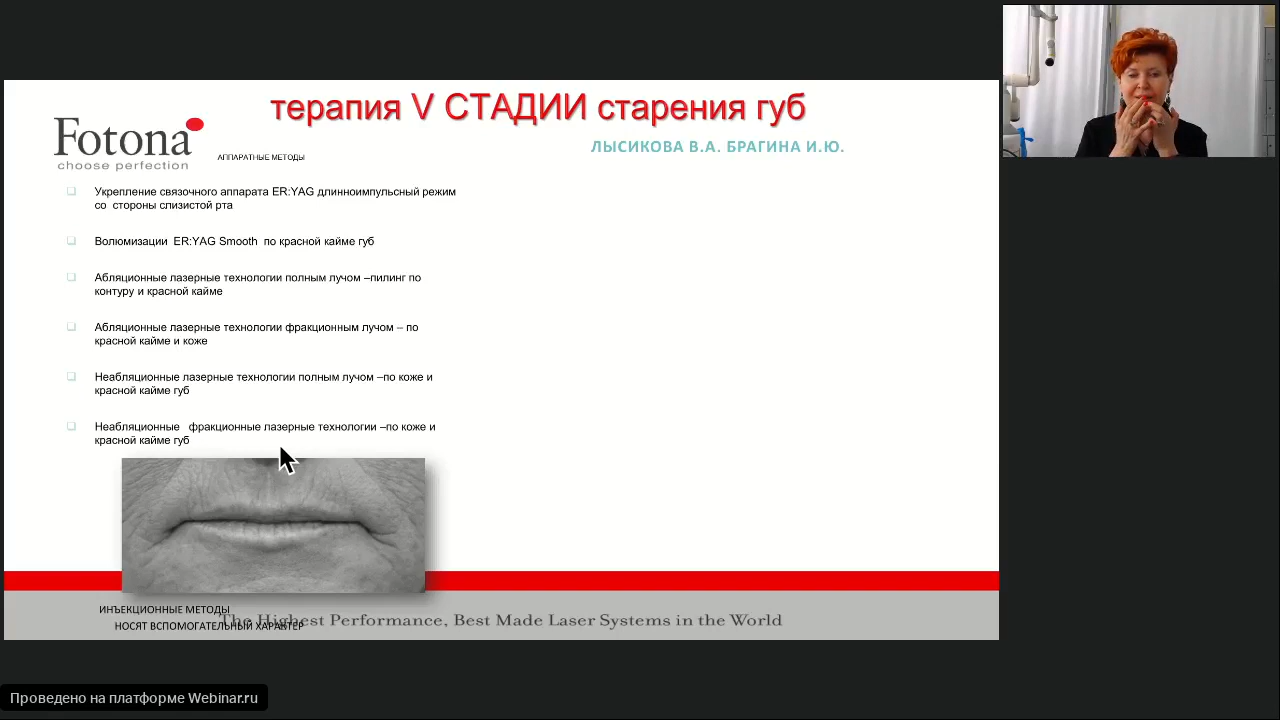 терапия V СТАДИИ старения губ
Fotona
choose perfection
ЛЫСИКОВА В.А. БРАГИНА И.Ю.
АППАРАТНЫЕ МЕТОДЫ
Укрепление связочного аппарата ER:YAG длинноимпульсный режим
со стороны слизистой рта
Волюмизации ER:YAG Smooth по красной кайме губ
Абляционные лазерные технологии полным лучом –пилинг по
контуру и красной кайме
Абляционные лазерные технологии фракционным лучом – по
красной кайме и коже
Неабляционные лазерные технологии полным лучом –по коже и
красной кайме губ
Неабляционные фракционные лазерные технологии –по коже и
красной кайме губ
ИНЪЕКЦИОННЫЕ МЕТОДЫ
НОСЯТ ВСПОМОГАТЕЛЬНЫЙ ХАРАКТЕР
The Highest Performance, Best Made Laser Systems in the World
Проведено на платформе Webinar.ru